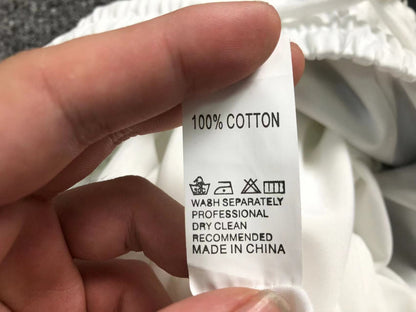 100% COTTON
WASH SEPARATELY
PROFESSIONAL
DRY CLEAN
RECOMMENDED
MADE IN CHINA